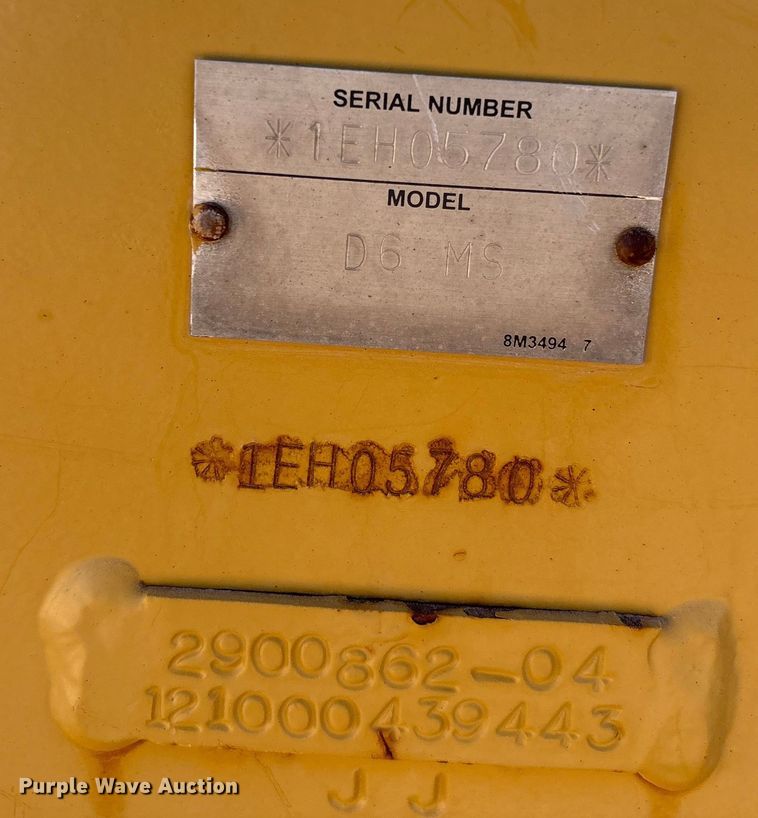 SERIAL NUMBER
*1EH05780*
MODEL
D6 MS
8M3494 7
*1EH05780*
2900862-04
121000439443
J J
Purple Wave Auction